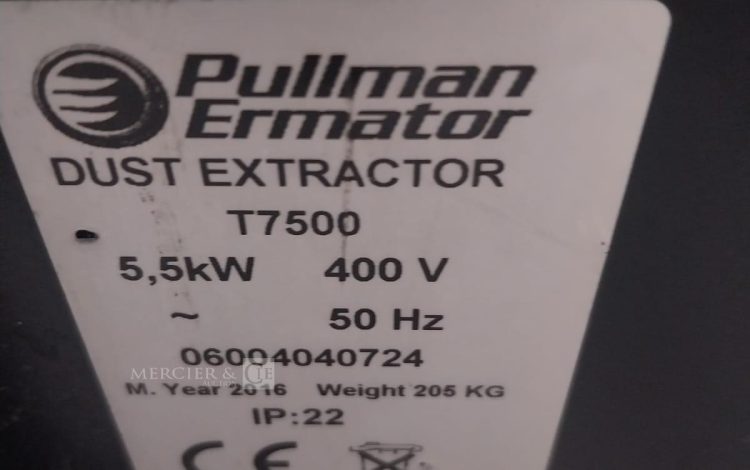 Pullman
Ermator
DUST EXTRACTOR
T7500
5,5kW 400 V
~ 50 Hz
06004040724
MERCIER & CIE
AUCTION
M. Year 2016 Weight 205 KG
IP:22
CE